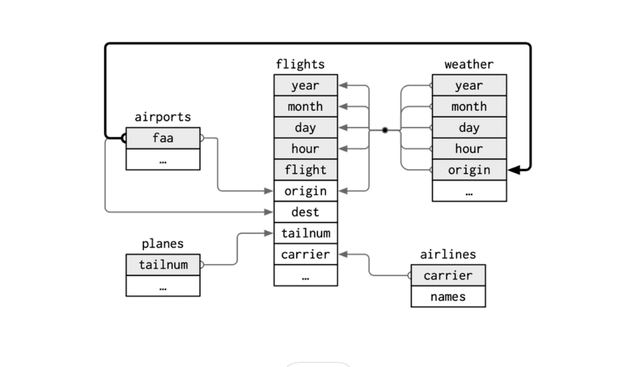 flights
year
month
day
hour
flight
origin
dest
tailnum
carrier
…
weather
year
month
day
hour
origin
…
airports
faa
…
planes
tailnum
…
airlines
carrier
names